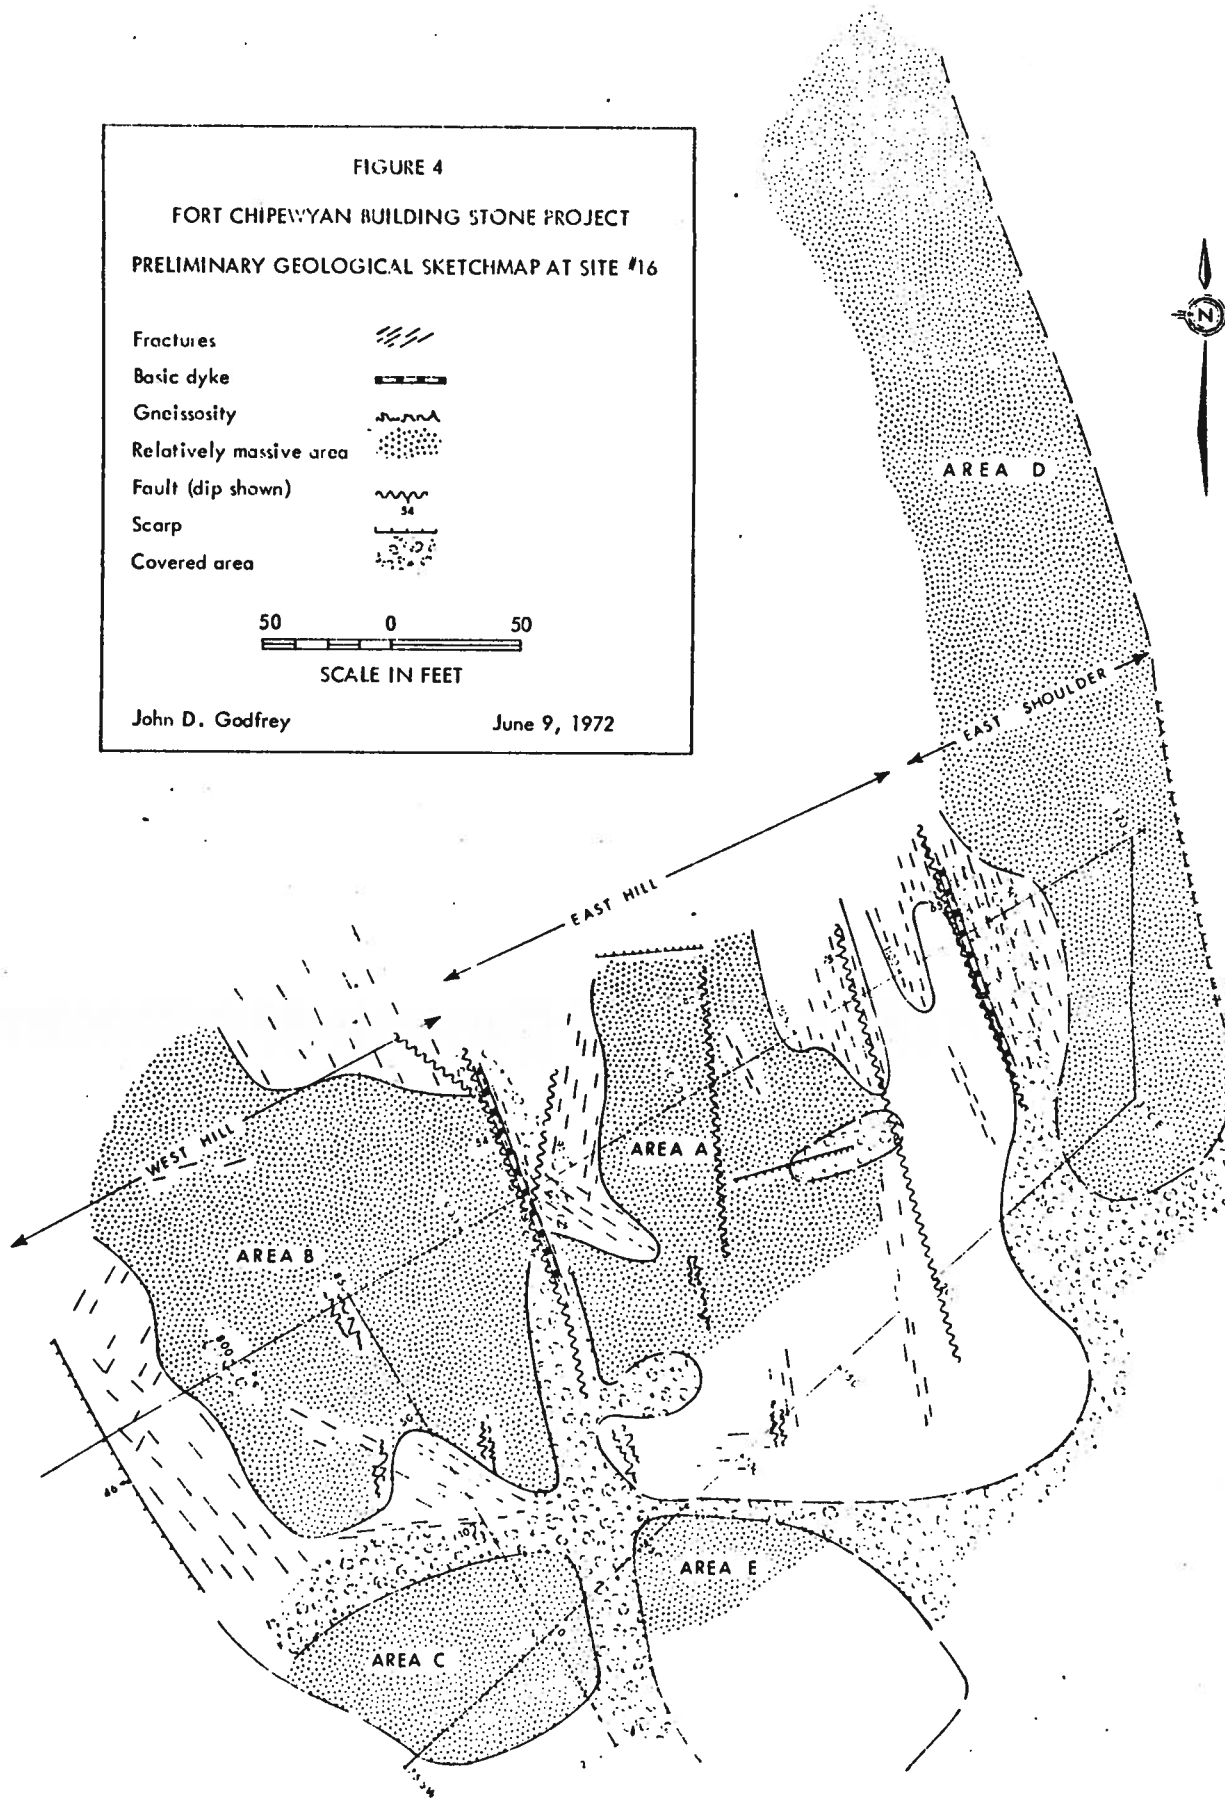 FIGURE 4
FORT CHIPEWYAN BUILDING STONE PROJECT
PRELIMINARY GEOLOGICAL SKETCHMAP AT SITE #16
Fractures
Basic dyke
Gneissosity
Relatively massive area
Fault (dip shown)
54
Scarp
Covered area
50 0 50
SCALE IN FEET
John D. Godfrey June 9, 1972
N
AREA D
EAST SHOULDER
EAST HILL
WEST HILL
AREA A
54
AREA B
800
AREA E
AREA C